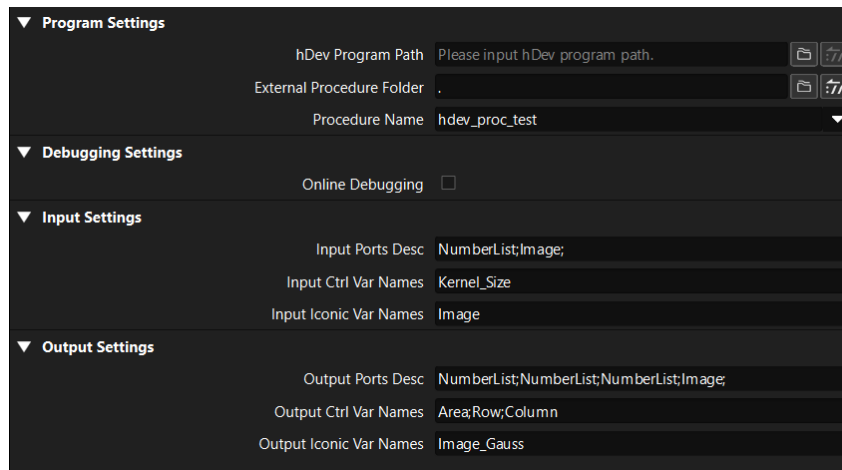 Program Settings
hDev Program Path Please input hDev program path.
External Procedure Folder .
Procedure Name hdev_proc_test
Debugging Settings
Online Debugging
Input Settings
Input Ports Desc NumberList;Image;
Input Ctrl Var Names Kernel_Size
Input Iconic Var Names Image
Output Settings
Output Ports Desc NumberList;NumberList;NumberList;Image;
Output Ctrl Var Names Area;Row;Column
Output Iconic Var Names Image_Gauss